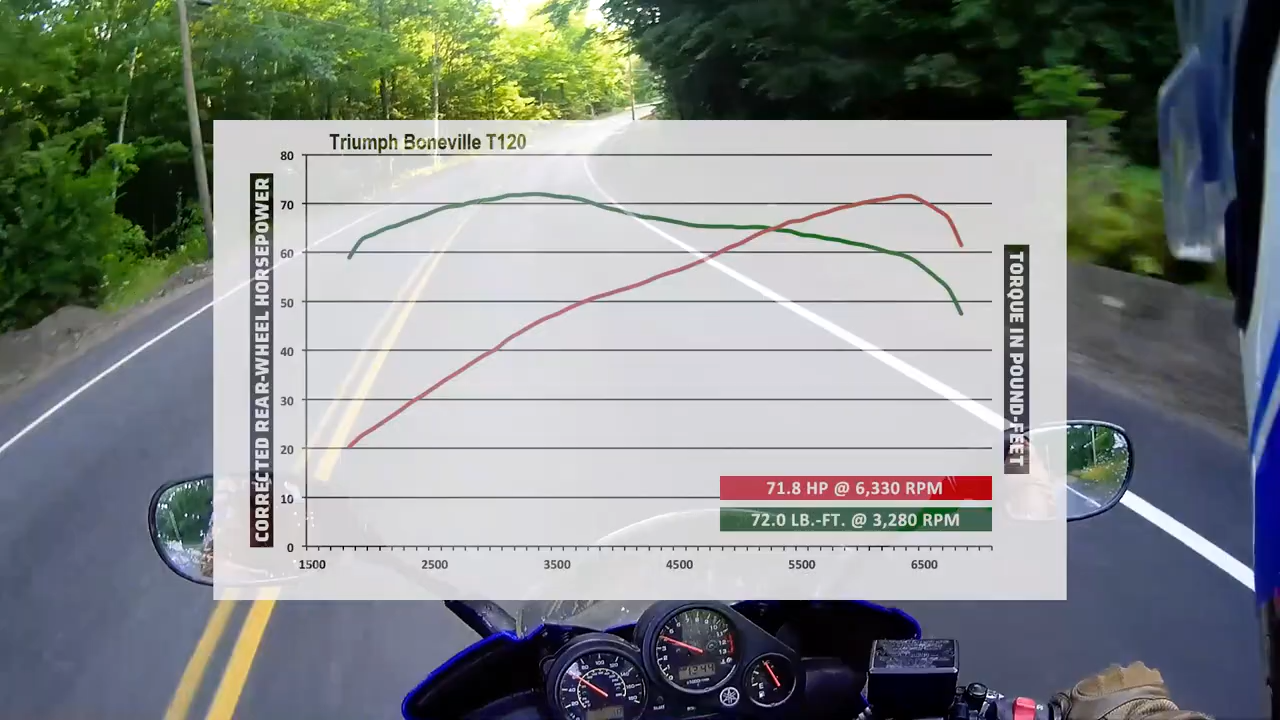 Triumph Boneville T120
CORRECTED REAR-WHEEL HORSEPOWER
80
70
60
50
40
30
20
10
0
1500 2500 3500 4500 5500 6500
TORQUE IN POUND-FEET
71.8 HP @ 6,330 RPM
72.0 LB.-FT. @ 3,280 RPM